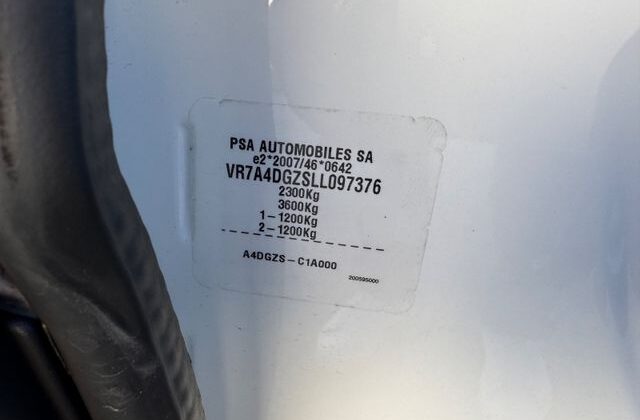 PSA AUTOMOBILES SA
e2*2007/46*0642
VR7A4DGZSLL097376
2300Kg
3600Kg
1-1200Kg
2-1200Kg
A4DGZS-C1A000
200595000